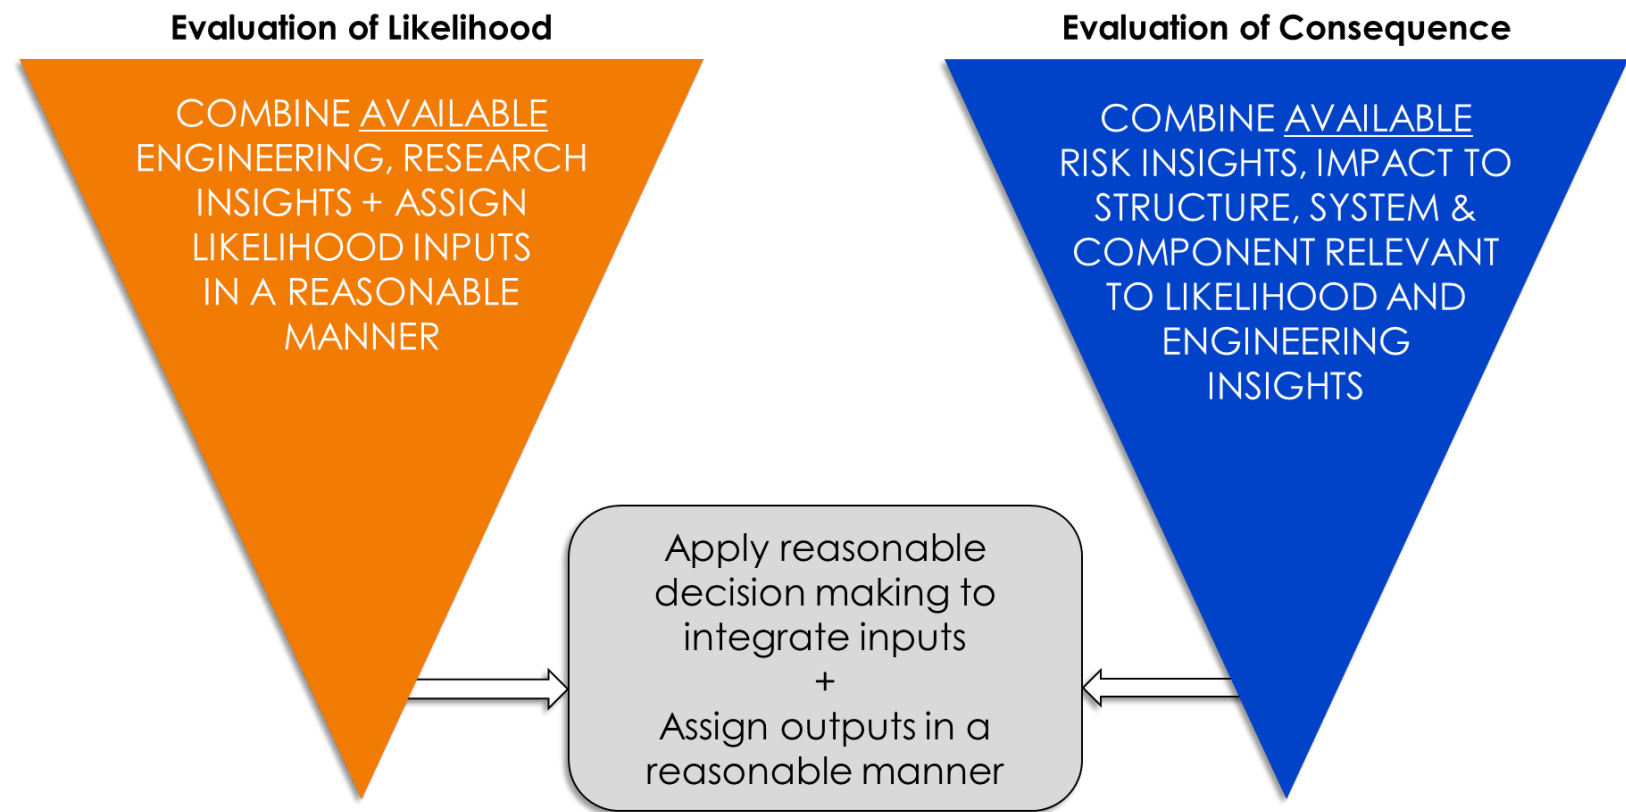 Evaluation of Likelihood
COMBINE AVAILABLE
ENGINEERING, RESEARCH
INSIGHTS + ASSIGN
LIKELIHOOD INPUTS
IN A REASONABLE
MANNER
Evaluation of Consequence
COMBINE AVAILABLE
RISK INSIGHTS, IMPACT TO
STRUCTURE, SYSTEM &
COMPONENT RELEVANT
TO LIKELIHOOD AND
ENGINEERING
INSIGHTS
Apply reasonable
decision making to
integrate inputs
+
Assign outputs in a
reasonable manner